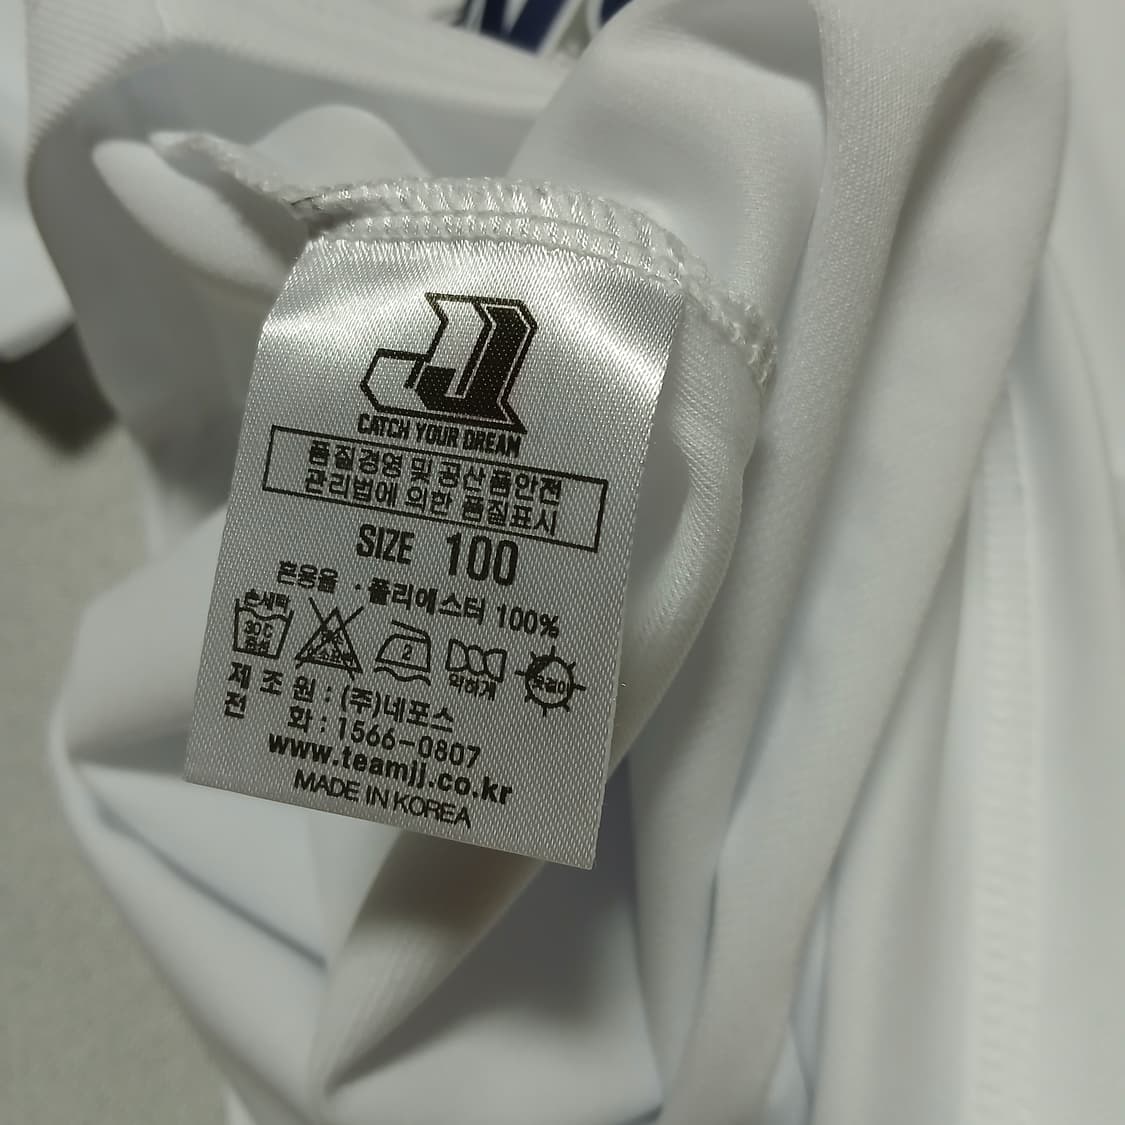 CATCH YOUR DREAM
품질경영 및 공산품안전
관리법에 의한 품질표시
SIZE 100
혼용율 · 폴리에스터 100%
손세탁
30℃
2
약하게
제 조 원 : (주)네포스
전 화 : 1566-0807
www.teamjj.co.kr
MADE IN KOREA